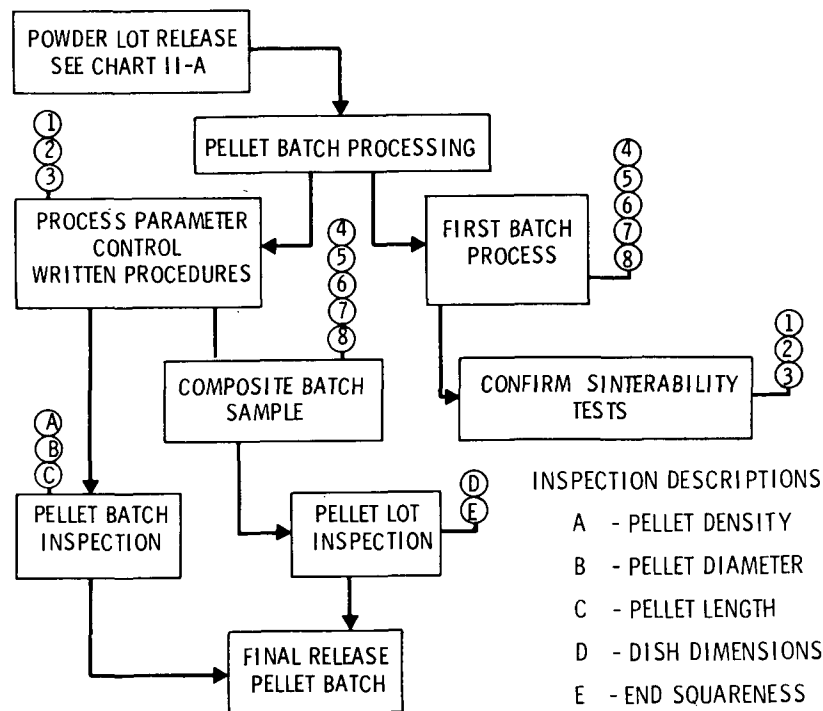 POWDER LOT RELEASE
SEE CHART II-A
PELLET BATCH PROCESSING
1
2
3
PROCESS PARAMETER
CONTROL
WRITTEN PROCEDURES
4
5
6
7
8
FIRST BATCH
PROCESS
4
5
6
7
8
COMPOSITE BATCH
SAMPLE
1
2
3
CONFIRM SINTERABILITY
TESTS
A
B
C
PELLET BATCH
INSPECTION
D
E
PELLET LOT
INSPECTION
FINAL RELEASE
PELLET BATCH
INSPECTION DESCRIPTIONS
A - PELLET DENSITY
B - PELLET DIAMETER
C - PELLET LENGTH
D - DISH DIMENSIONS
E - END SQUARENESS